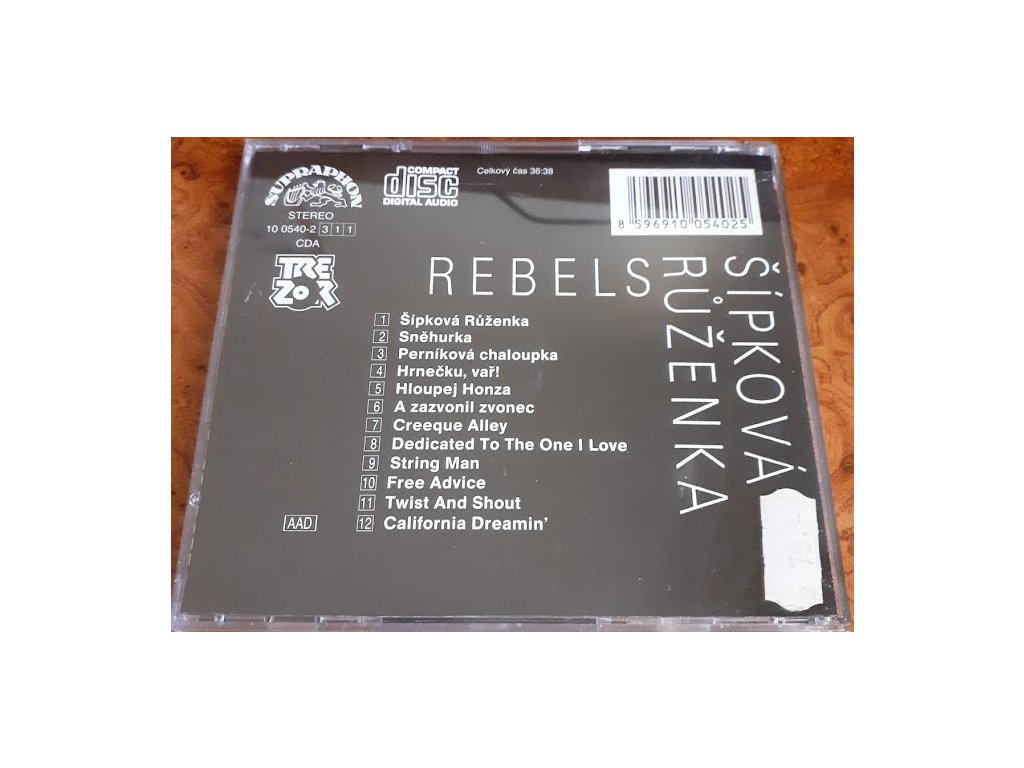 SUPRAPHON
STEREO
10 0540-2 311
CDA
COMPACT
disc
DIGITAL AUDIO
Celkový čas 36:38
8 596910 054025
TREZOR
REBELS
ŠÍPKOVÁ
RŮŽENKA
1 Šípková Růženka
2 Sněhurka
3 Perníková chaloupka
4 Hrnečku, vař!
5 Hloupej Honza
6 A zazvonil zvonec
7 Creeque Alley
8 Dedicated To The One I Love
9 String Man
10 Free Advice
11 Twist And Shout
12 California Dreamin'
AAD